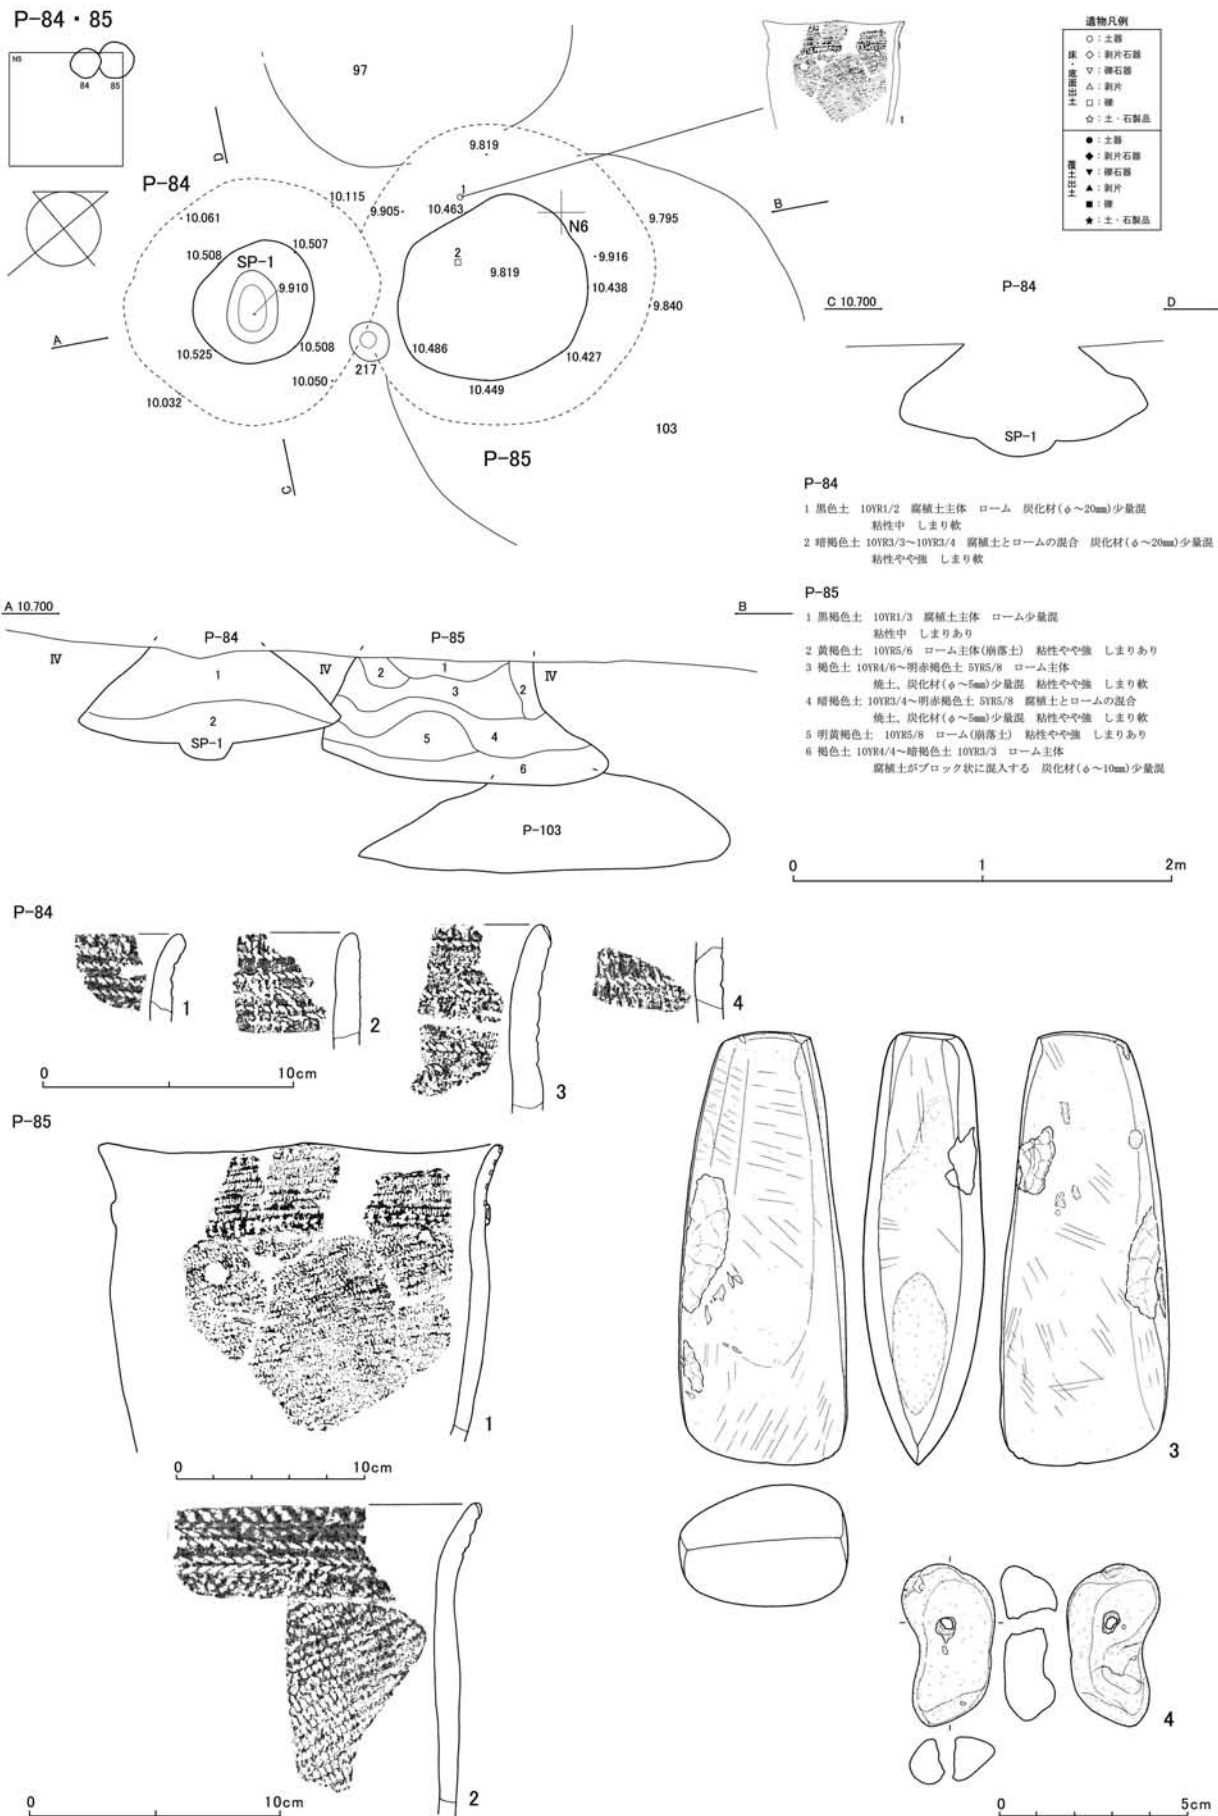 P-84・85
N5
84 85
97
P-84
D
10.061
10.115
9.905
10.508
10.507
SP-1
9.910
10.525
10.508
10.050
10.032
A
C
217
9.819
1
10.463
N6
2
9.819
9.795
9.916
10.438
9.840
10.486
10.427
10.449
103
B
P-85
1
遺物凡例
床・底面出土
○：土器
◇：剥片石器
▽：礫石器
△：剥片
□：礫
☆：土・石製品
覆土出土
●：土器
◆：剥片石器
▼：礫石器
▲：剥片
■：礫
★：土・石製品
P-84
C 10.700
D
SP-1
P-84
1 黒色土 10YR1/2 腐植土主体 ローム 炭化材(φ～20㎜)少量混
粘性中 しまり軟
2 暗褐色土 10YR3/3～10YR3/4 腐植土とロームの混合 炭化材(φ～20㎜)少量混
粘性やや強 しまり軟
P-85
1 黒褐色土 10YR1/3 腐植土主体 ローム少量混
粘性中 しまりあり
2 黄褐色土 10YR5/6 ローム主体(崩落土) 粘性やや強 しまりあり
3 褐色土 10YR4/6～明赤褐色土 5YR5/8 ローム主体
焼土、炭化材(φ～5㎜)少量混 粘性やや強 しまり軟
4 暗褐色土 10YR3/4～明赤褐色土 5YR5/8 腐植土とロームの混合
焼土、炭化材(φ～5㎜)少量混 粘性やや強 しまり軟
5 明黄褐色土 10YR5/8 ローム(崩落土) 粘性やや強 しまりあり
6 褐色土 10YR4/4～暗褐色土 10YR3/3 ローム主体
腐植土がブロック状に混入する 炭化材(φ～10㎜)少量混
A 10.700
B
P-84
P-85
Ⅳ
1
2
SP-1
Ⅳ
2
1
3
2
Ⅳ
5
4
6
P-103
0 1 2m
P-84
1
2
3
4
0 10cm
P-85
1
0 10cm
2
0 10cm
3
4
0 5cm